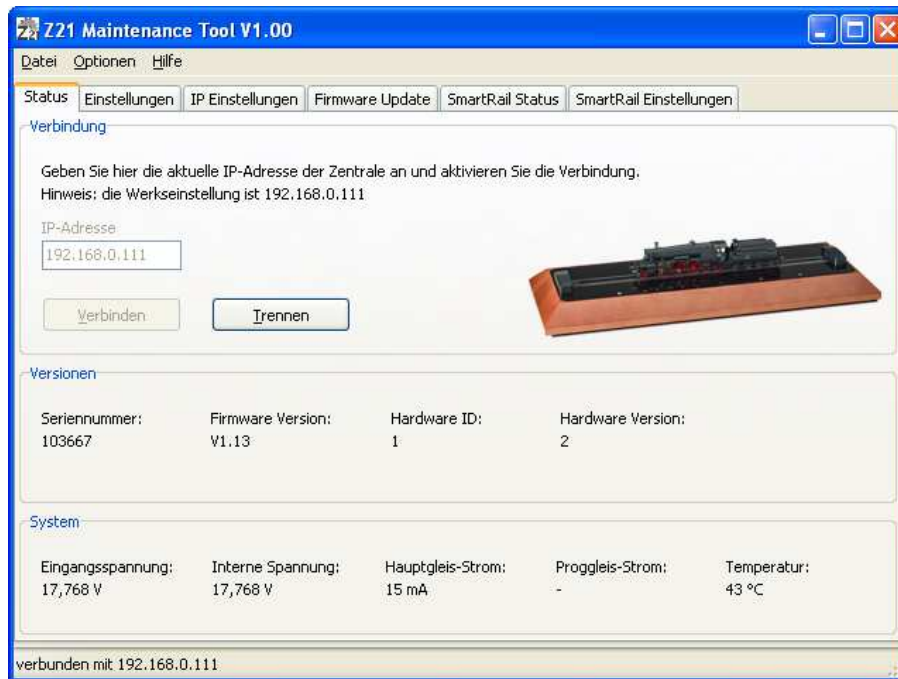 Z21 Maintenance Tool V1.00
Datei Optionen Hilfe
Status Einstellungen IP Einstellungen Firmware Update SmartRail Status SmartRail Einstellungen
Verbindung
Geben Sie hier die aktuelle IP-Adresse der Zentrale an und aktivieren Sie die Verbindung.
Hinweis: die Werkseinstellung ist 192.168.0.111
IP-Adresse
192.168.0.111
Verbinden Trennen
Versionen
Seriennummer: Firmware Version: Hardware ID: Hardware Version:
103667 V1.13 1 2
System
Eingangsspannung: Interne Spannung: Hauptgleis-Strom: Proggleis-Strom: Temperatur:
17,768 V 17,768 V 15 mA - 43 °C
verbunden mit 192.168.0.111